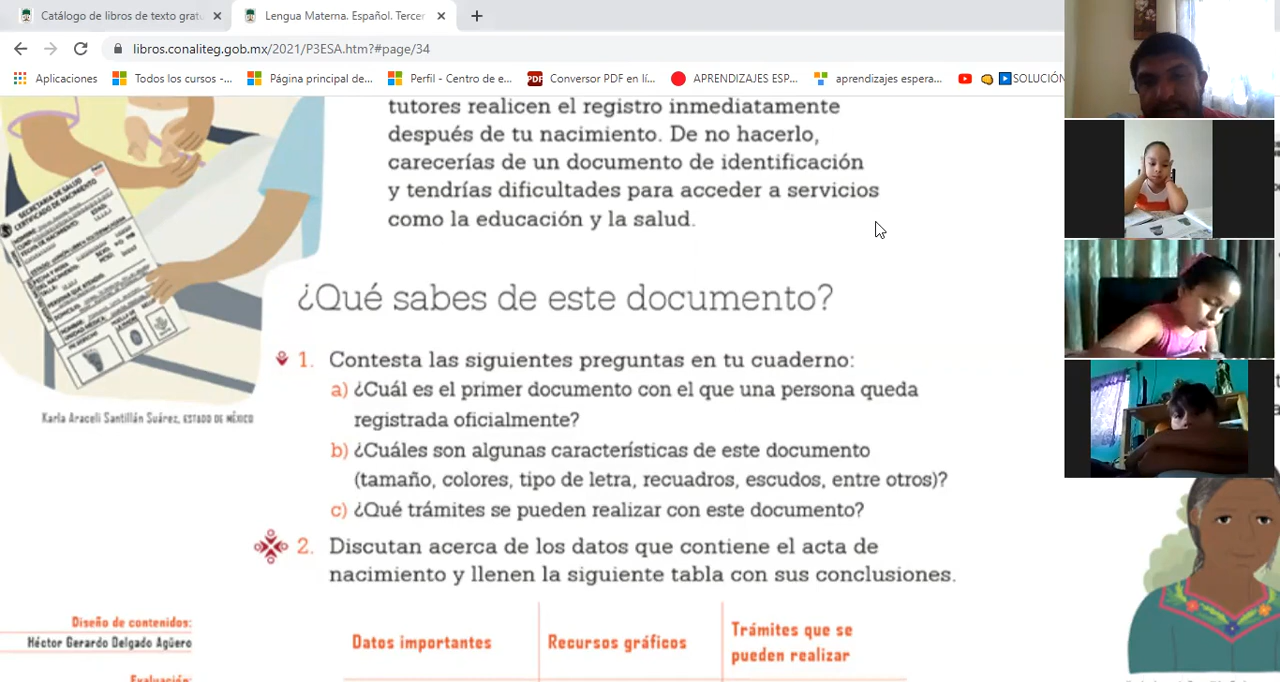 Catálogo de libros de texto grat
Lengua Materna. Español. Tercer
libros.conaliteg.gob.mx/2021/P3ESA.htm?#page/34
Aplicaciones
Todos los cursos -...
Página principal de...
Perfil - Centro de e...
PDF
Conversor PDF en lí...
APRENDIZAJES ESP...
aprendizajes espera...
SOLUCIÓN
tutores realicen el registro inmediatamente
después de tu nacimiento. De no hacerlo,
carecerías de un documento de identificación
y tendrías dificultades para acceder a servicios
como la educación y la salud.
SECRETARÍA DE SALUD
CERTIFICADO DE NACIMIENTO
Karla Araceli Santillán Suárez, ESTADO DE MÉXICO
¿Qué sabes de este documento?
1. Contesta las siguientes preguntas en tu cuaderno:
a) ¿Cuál es el primer documento con el que una persona queda
registrada oficialmente?
b) ¿Cuáles son algunas características de este documento
(tamaño, colores, tipo de letra, recuadros, escudos, entre otros)?
c) ¿Qué trámites se pueden realizar con este documento?
2. Discutan acerca de los datos que contiene el acta de
nacimiento y llenen la siguiente tabla con sus conclusiones.
Diseño de contenidos:
Héctor Gerardo Delgado Agüero
Evaluación:
Datos importantes
Recursos gráficos
Trámites que se
pueden realizar